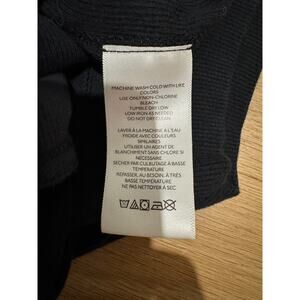 MACHINE WASH COLD WITH LIKE
COLORS
USE ONLY NON-CHLORINE
BLEACH
TUMBLE DRY LOW
LOW IRON AS NEEDED
DO NOT DRY CLEAN
LAVER À LA MACHINE À L'EAU
FROIDE AVEC COULEURS
SIMILAIRES
UTILISER UN AGENT DE
BLANCHIMENT SANS CHLORE SI
NÉCESSAIRE
SÉCHER PAR CULBUTAGE À BASSE
TEMPÉRATURE
REPASSER, AU BESOIN, À TRÈS
BASSE TEMPÉRATURE
NE PAS NETTOYER À SEC